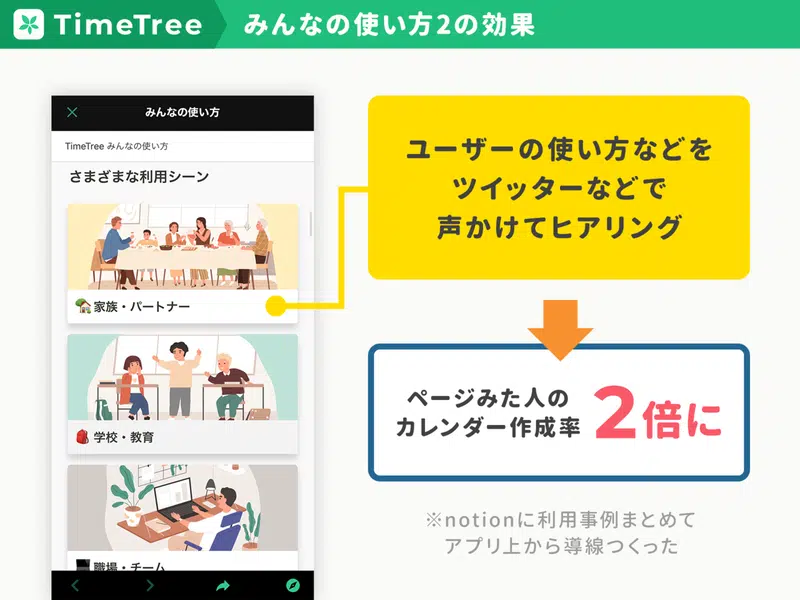 TimeTree みんなの使い方2の効果
みんなの使い方
TimeTree みんなの使い方
さまざまな利用シーン
家族・パートナー
学校・教育
職場・チーム
ユーザーの使い方などを
ツイッターなどで
声かけてヒアリング
ページみた人の
カレンダー作成率
2倍に
※notionに利用事例まとめて
アプリ上から導線つくった